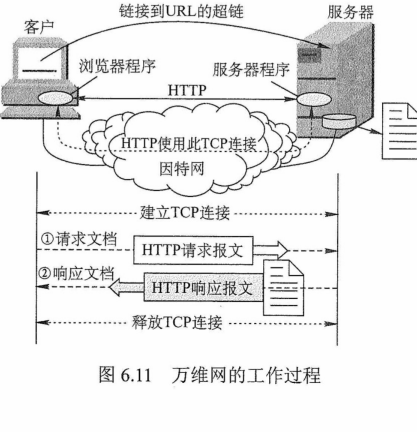 链接到URL的超链
服务器
客户
浏览器程序
服务器程序
HTTP
HTTP使用此TCP连接
因特网
建立TCP连接
①请求文档
HTTP请求报文
②响应文档
HTTP响应报文
释放TCP连接
图 6.11 万维网的工作过程